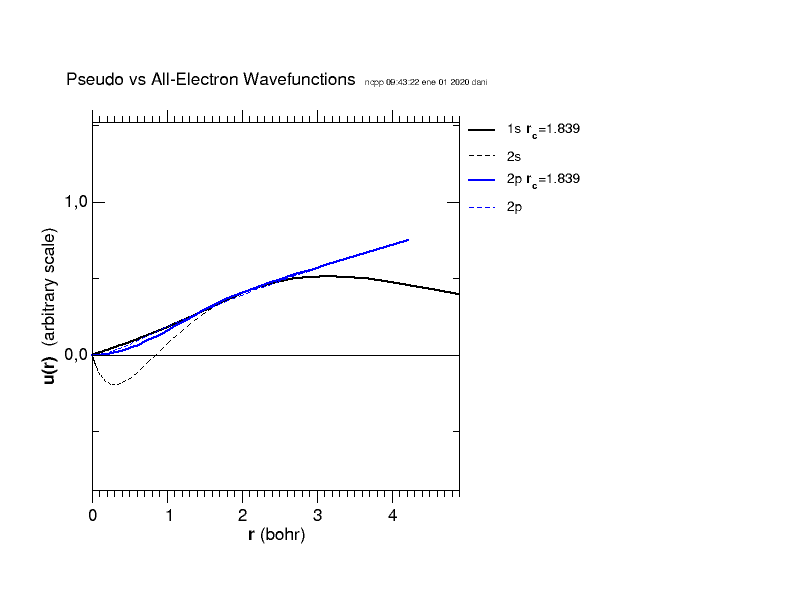 Pseudo vs All-Electron Wavefunctions ncpp 09:43:22 ene 01 2020 dani
1s rc=1.839
2s
2p rc=1.839
2p
1,0
0,0
u(r) (arbitrary scale)
0 1 2 3 4
r (bohr)